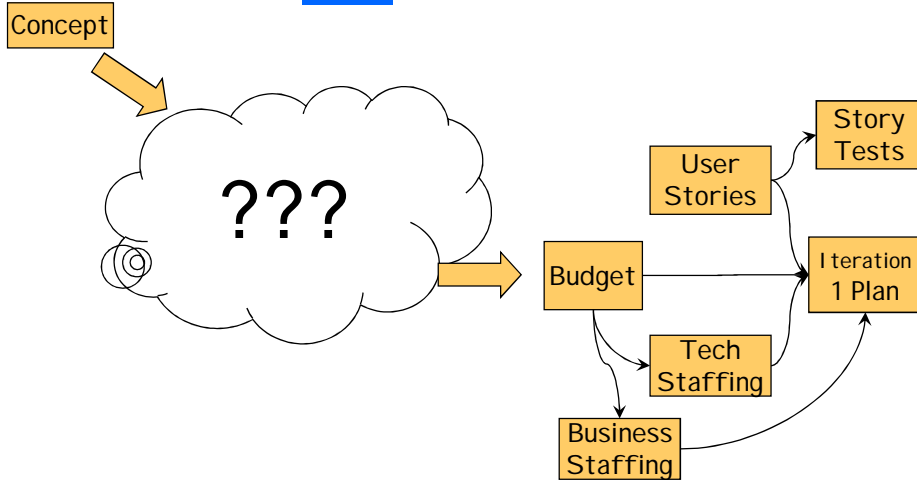 Concept
???
Story
Tests
User
Stories
Budget
Iteration
1 Plan
Tech
Staffing
Business
Staffing